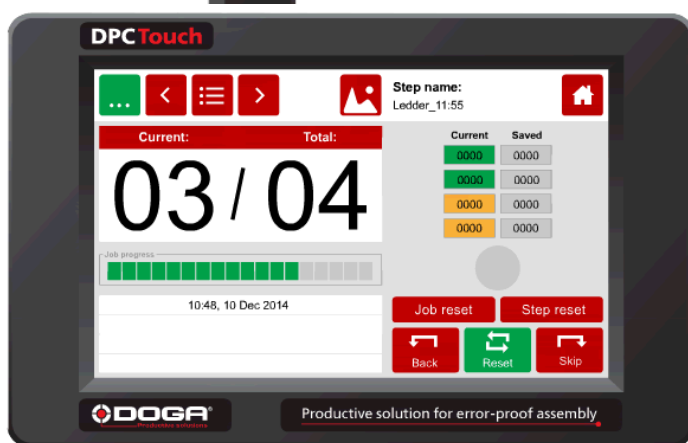 DPCTouch
...
Step name:
Ledder_11:55
Current: Total:
03 / 04
Current Saved
0000 0000
0000 0000
0000 0000
0000 0000
Job progress
10:48, 10 Dec 2014
Job reset Step reset
Back Reset Skip
DOGA®
Productive solutions
Productive solution for error-proof assembly